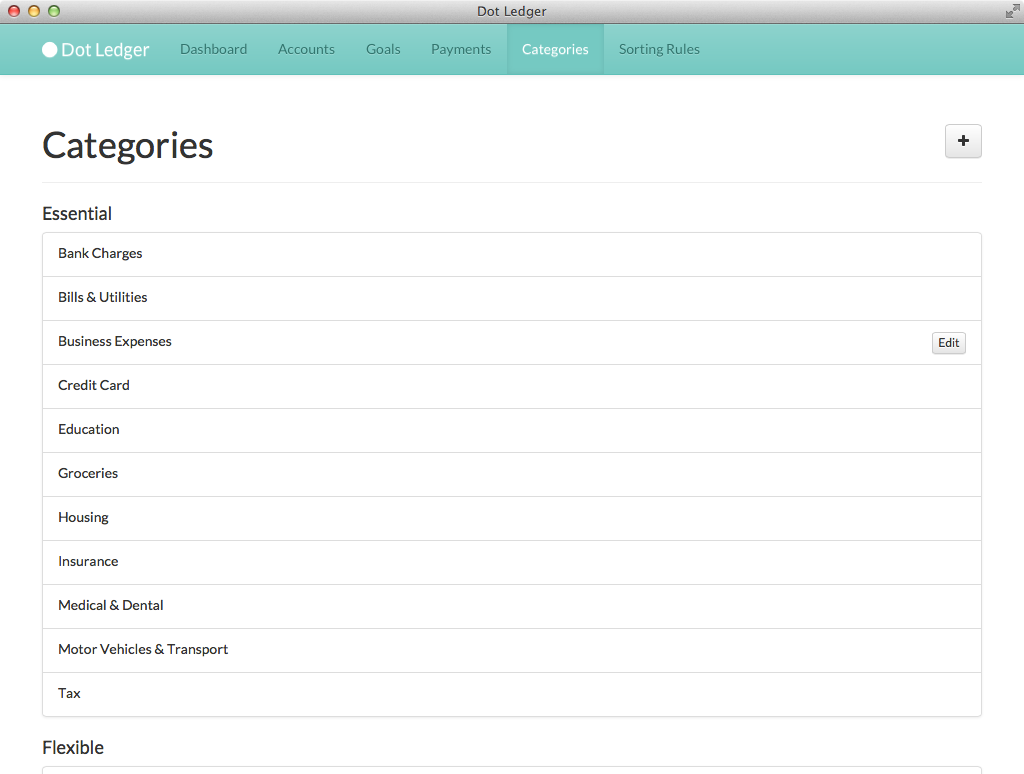 Dot Ledger
Dot Ledger Dashboard Accounts Goals Payments Categories Sorting Rules
Categories
+
Essential
Bank Charges
Bills & Utilities
Business Expenses Edit
Credit Card
Education
Groceries
Housing
Insurance
Medical & Dental
Motor Vehicles & Transport
Tax
Flexible